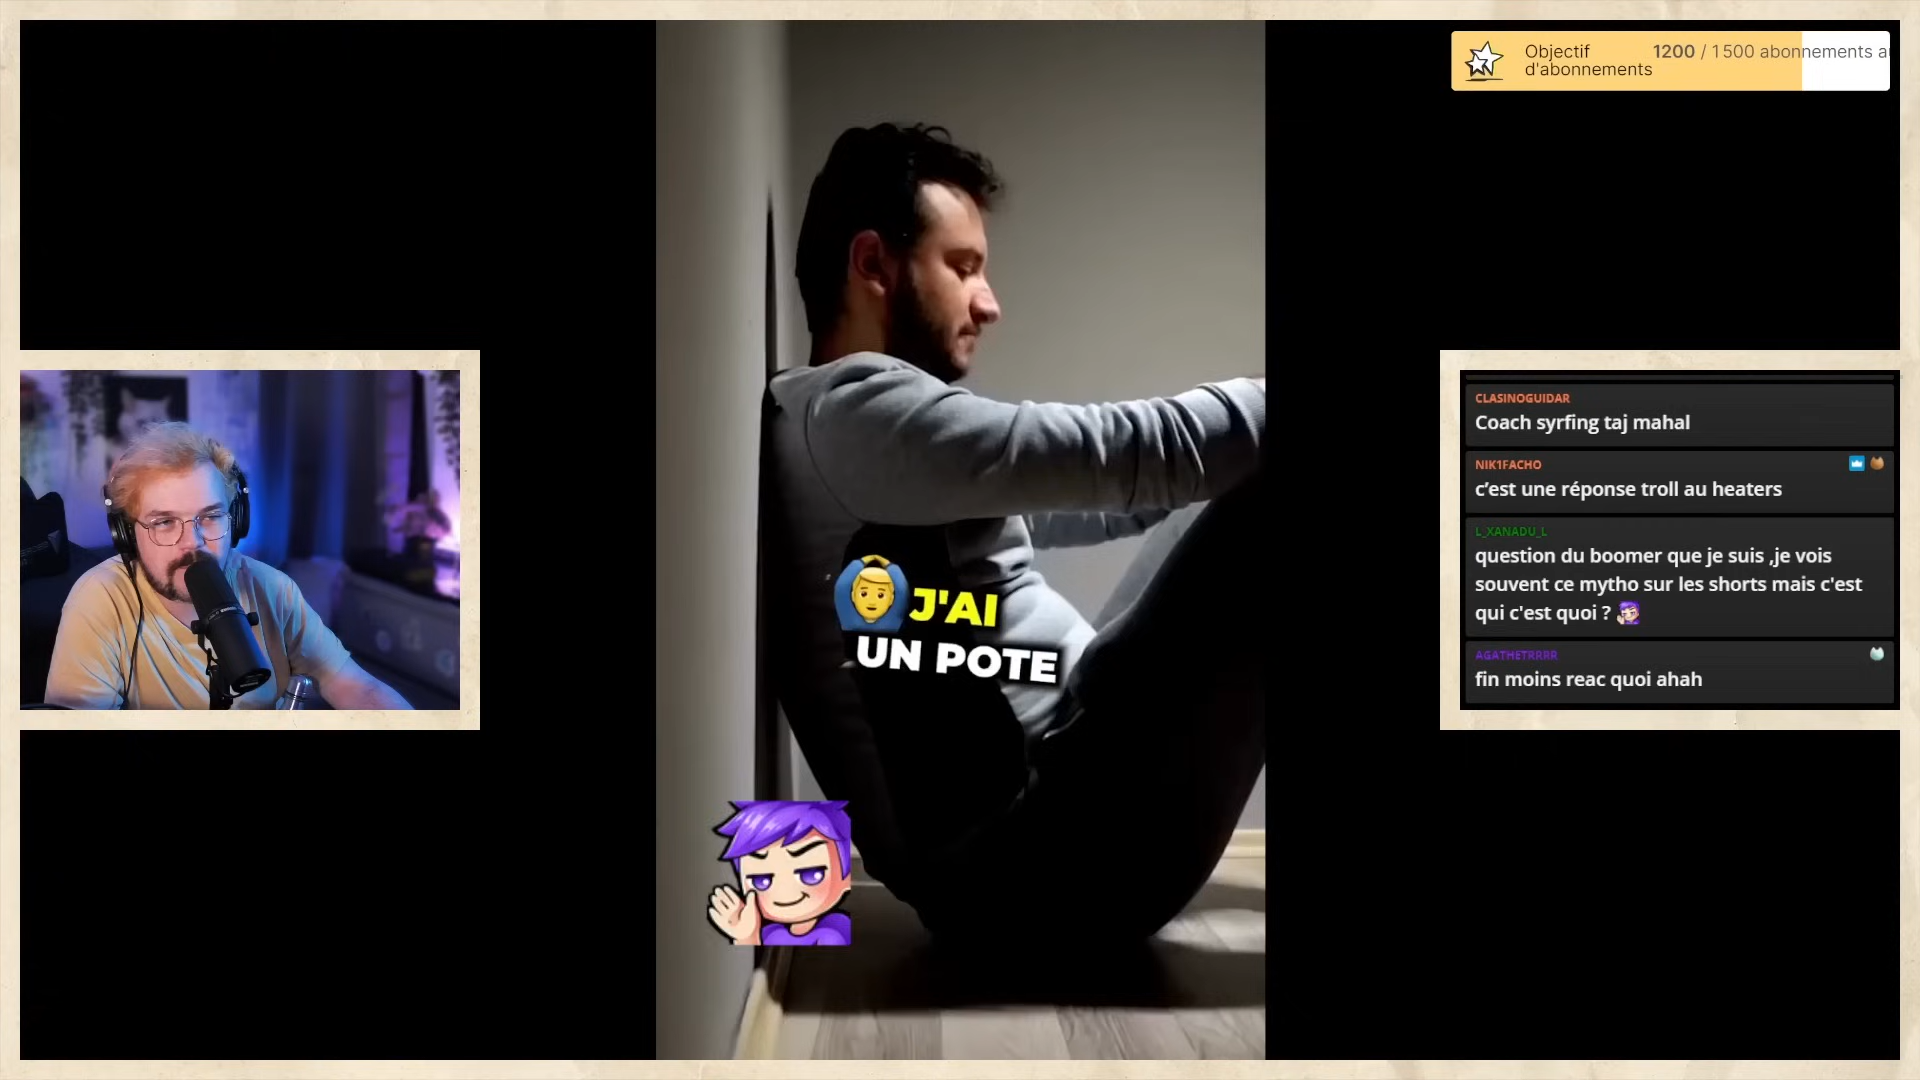 Objectif
d'abonnements
1200 / 1500 abonnements a
J'AI
UN POTE
CLASINOGUIDAR
Coach syrfing taj mahal
NIK1FACHO
c'est une réponse troll au heaters
L_XANADU_L
question du boomer que je suis ,je vois
souvent ce mytho sur les shorts mais c'est
qui c'est quoi ?
AGATHETRRRR
fin moins reac quoi ahah